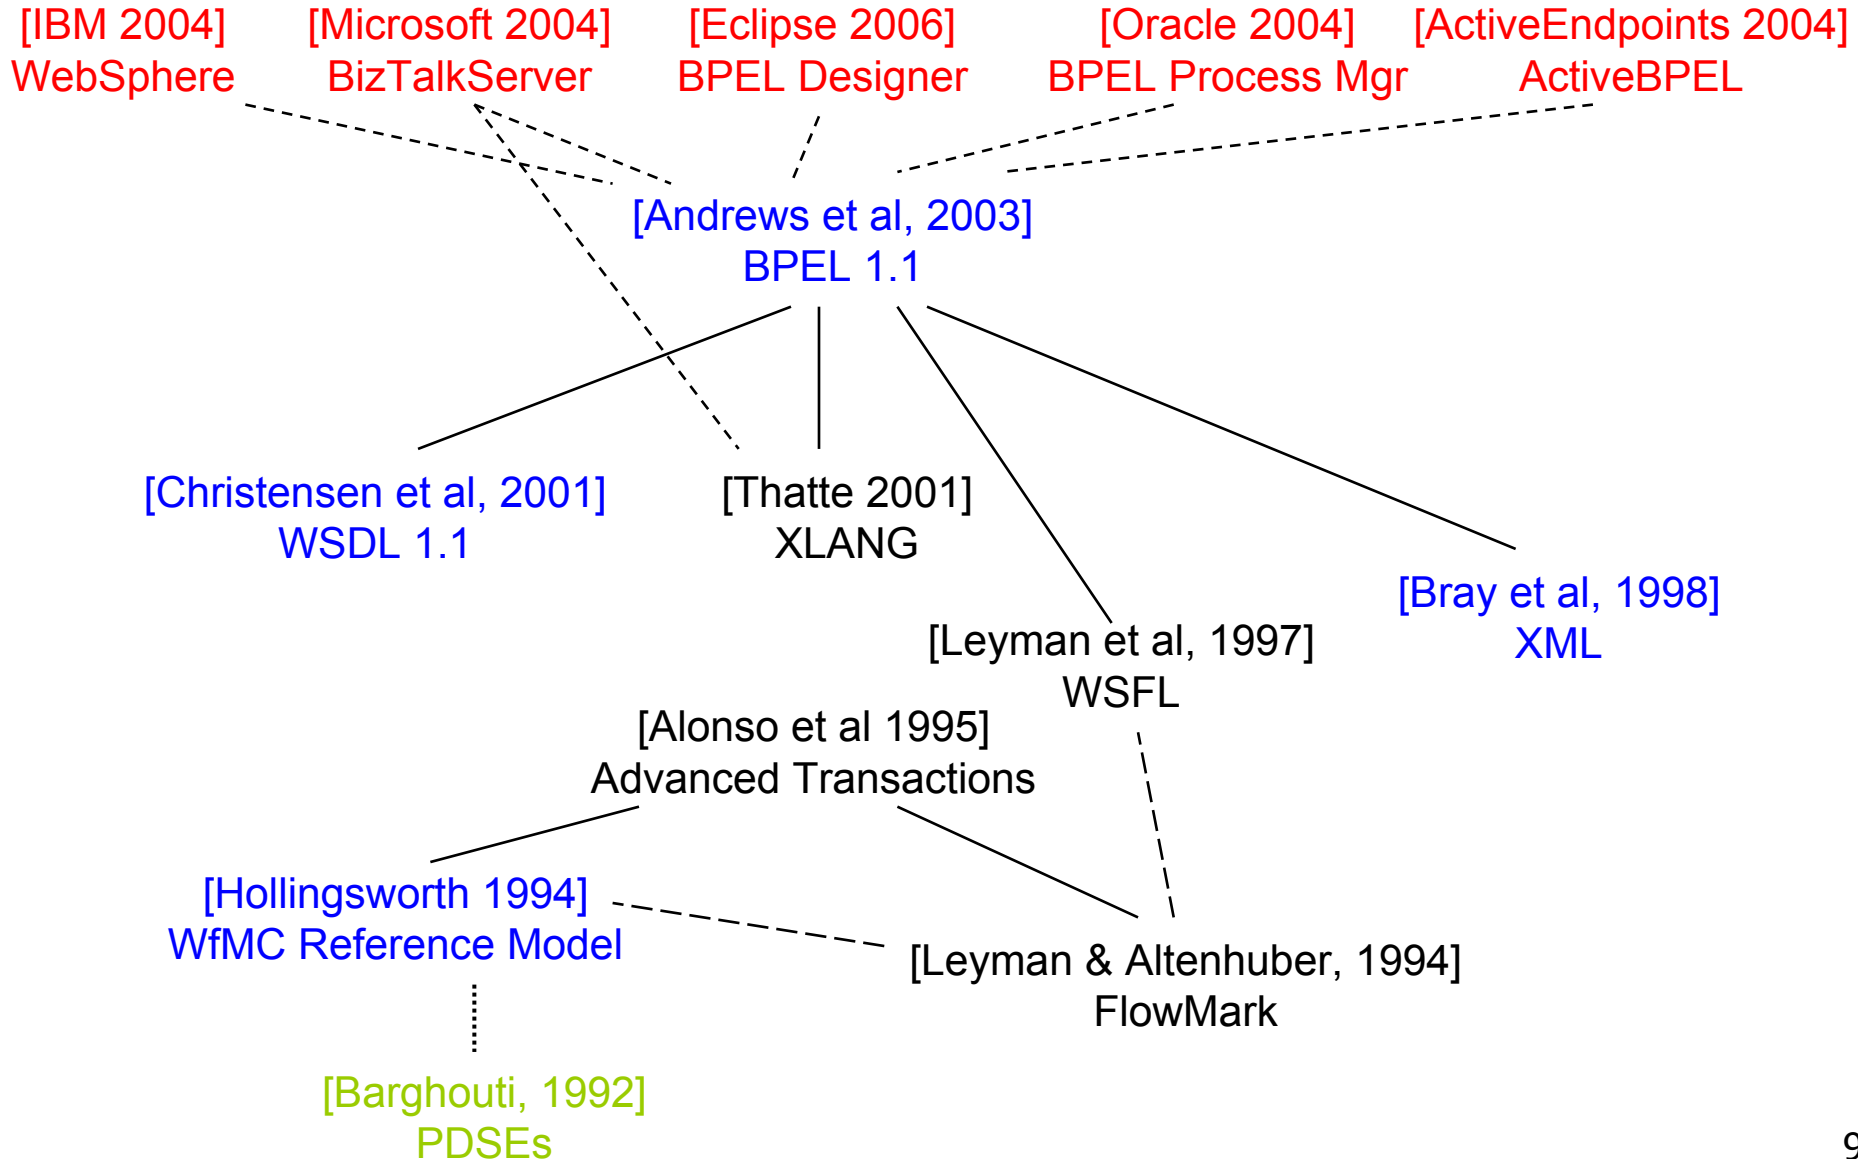 [IBM 2004]
WebSphere
[Microsoft 2004]
BizTalkServer
[Eclipse 2006]
BPEL Designer
[Oracle 2004]
BPEL Process Mgr
[ActiveEndpoints 2004]
ActiveBPEL
[Andrews et al, 2003]
BPEL 1.1
[Christensen et al, 2001]
WSDL 1.1
[Thatte 2001]
XLANG
[Bray et al, 1998]
XML
[Leyman et al, 1997]
WSFL
[Alonso et al 1995]
Advanced Transactions
[Hollingsworth 1994]
WfMC Reference Model
[Leyman & Altenhuber, 1994]
FlowMark
[Barghouti, 1992]
PDSEs
9